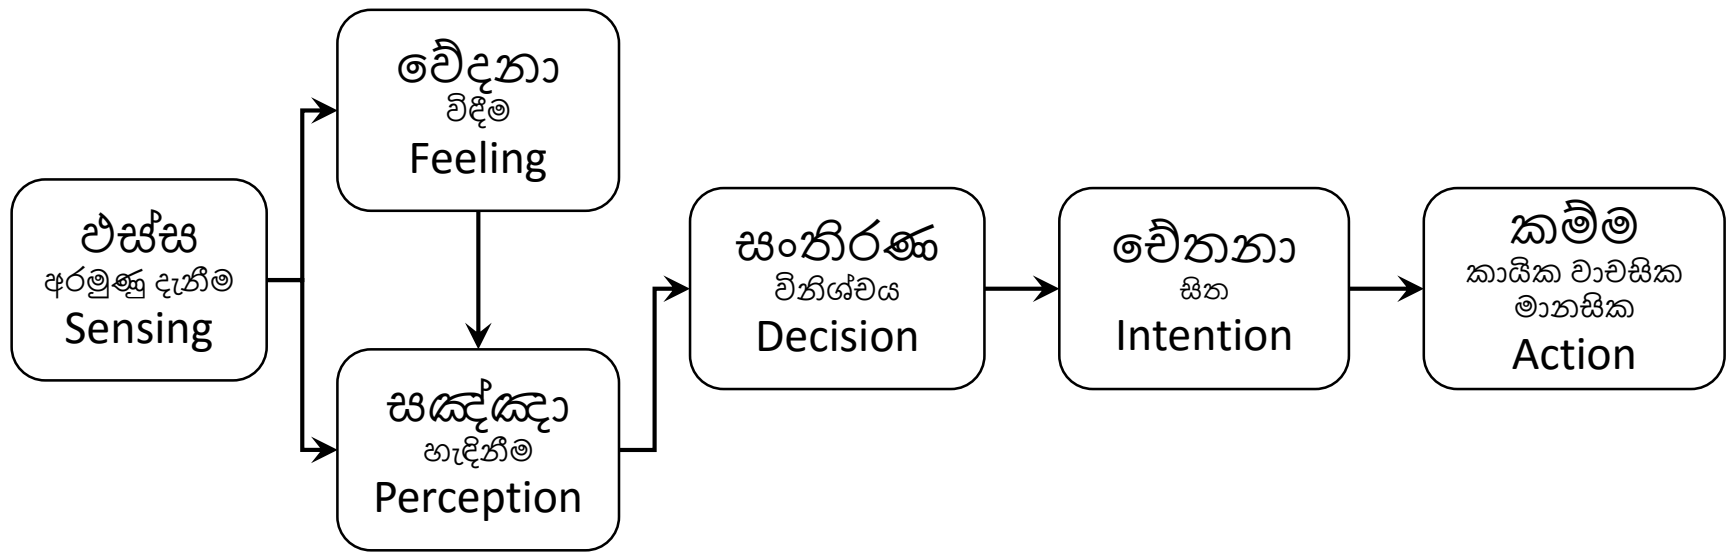 ඵස්ස
අරමුණු දැනීම
Sensing
වේදනා
විඳීම
Feeling
සඤ්ඤා
හැඳිනීම
Perception
සංතිරණ
විනිශ්චය
Decision
චේතනා
සිත
Intention
කම්ම
කායික වාචසික
මානසික
Action